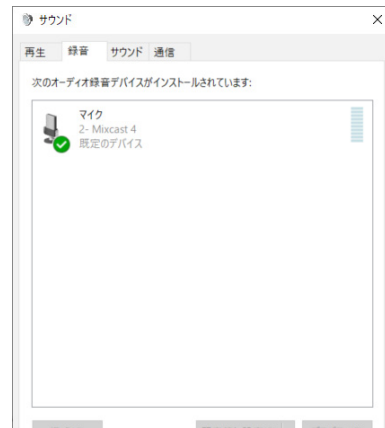 サウンド
再生 録音 サウンド 通信
次のオーディオ録音デバイスがインストールされています:
マイク
2- Mixcast 4
既定のデバイス